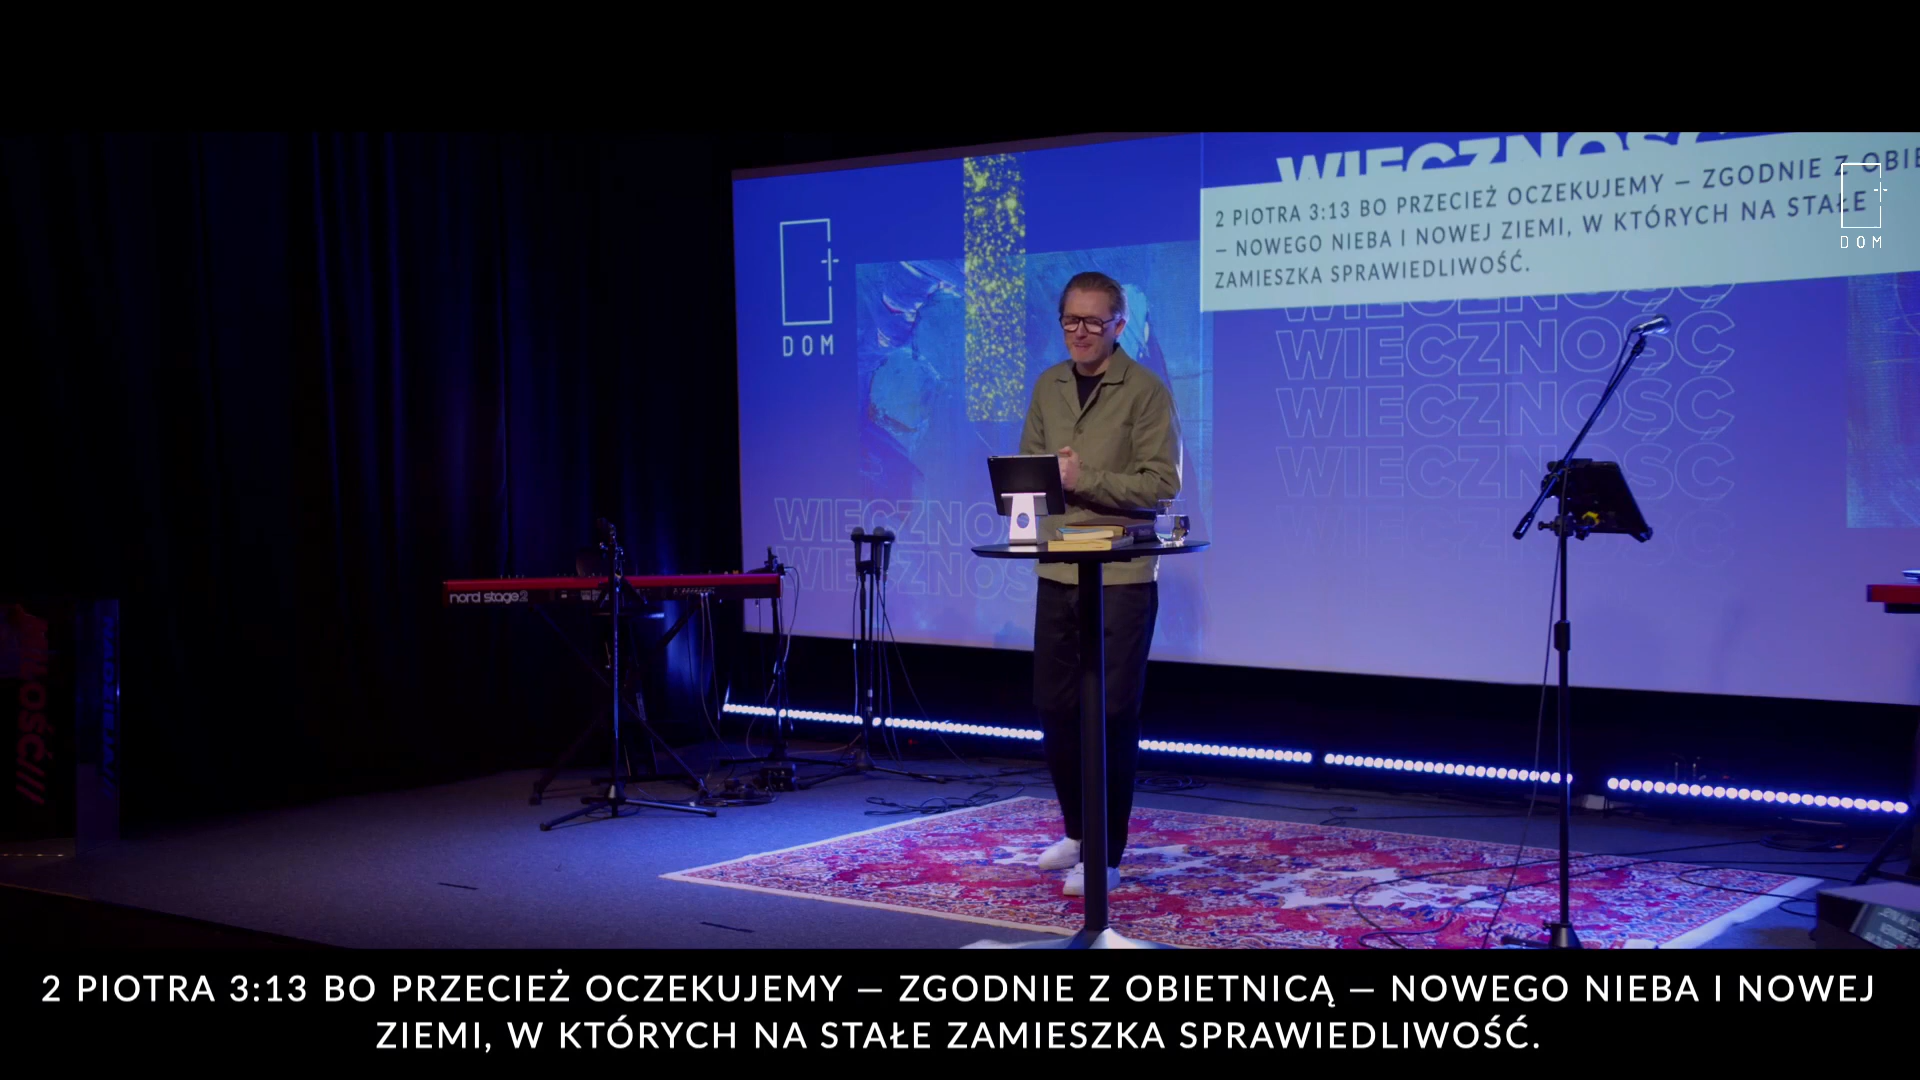 WIECZNOŚĆ
2 PIOTRA 3:13 BO PRZECIEŻ OCZEKUJEMY – ZGODNIE Z
– NOWEGO NIEBA I NOWEJ ZIEMI, W KTÓRYCH NA STAŁE
ZAMIESZKA SPRAWIEDLIWOŚĆ.
DOM
DOM
WIECZNOŚĆ
WIECZNOŚĆ
WIECZNOŚĆ
WIECZNOŚĆ
nord stage 2
2 PIOTRA 3:13 BO PRZECIEŻ OCZEKUJEMY – ZGODNIE Z OBIETNICĄ – NOWEGO NIEBA I NOWEJ
ZIEMI, W KTÓRYCH NA STAŁE ZAMIESZKA SPRAWIEDLIWOŚĆ.